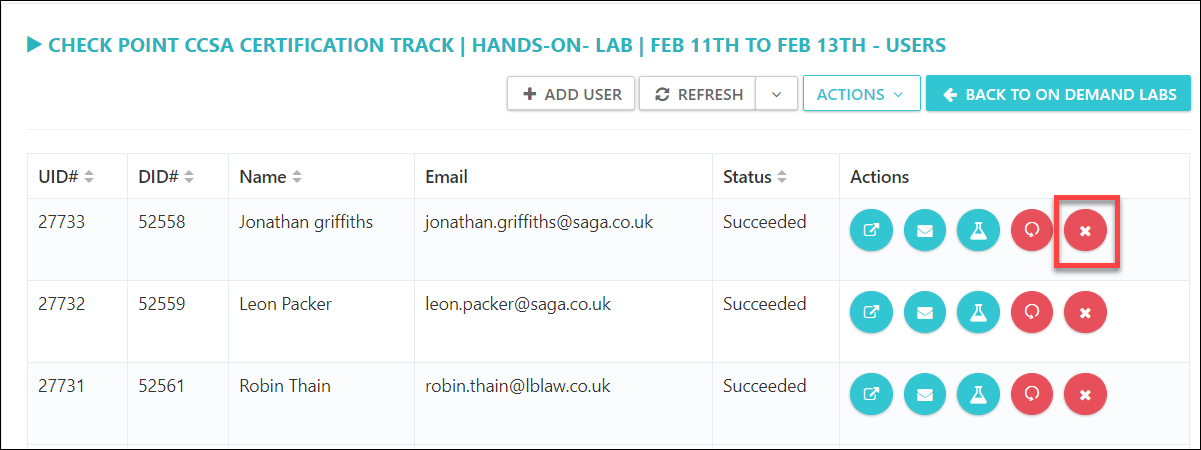 CHECK POINT CCSA CERTIFICATION TRACK | HANDS-ON- LAB | FEB 11TH TO FEB 13TH - USERS
ADD USER REFRESH ACTIONS BACK TO ON DEMAND LABS
UID# DID# Name Email Status Actions
27733 52558 Jonathan griffiths jonathan.griffiths@saga.co.uk Succeeded
27732 52559 Leon Packer leon.packer@saga.co.uk Succeeded
27731 52561 Robin Thain robin.thain@lblaw.co.uk Succeeded